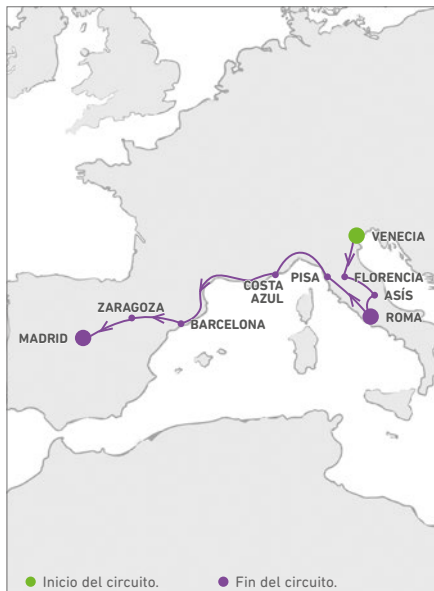 VENECIA
FLORENCIA
PISA
COSTA
AZUL
ASÍS
ROMA
ZARAGOZA
BARCELONA
MADRID
Inicio del circuito.
Fin del circuito.